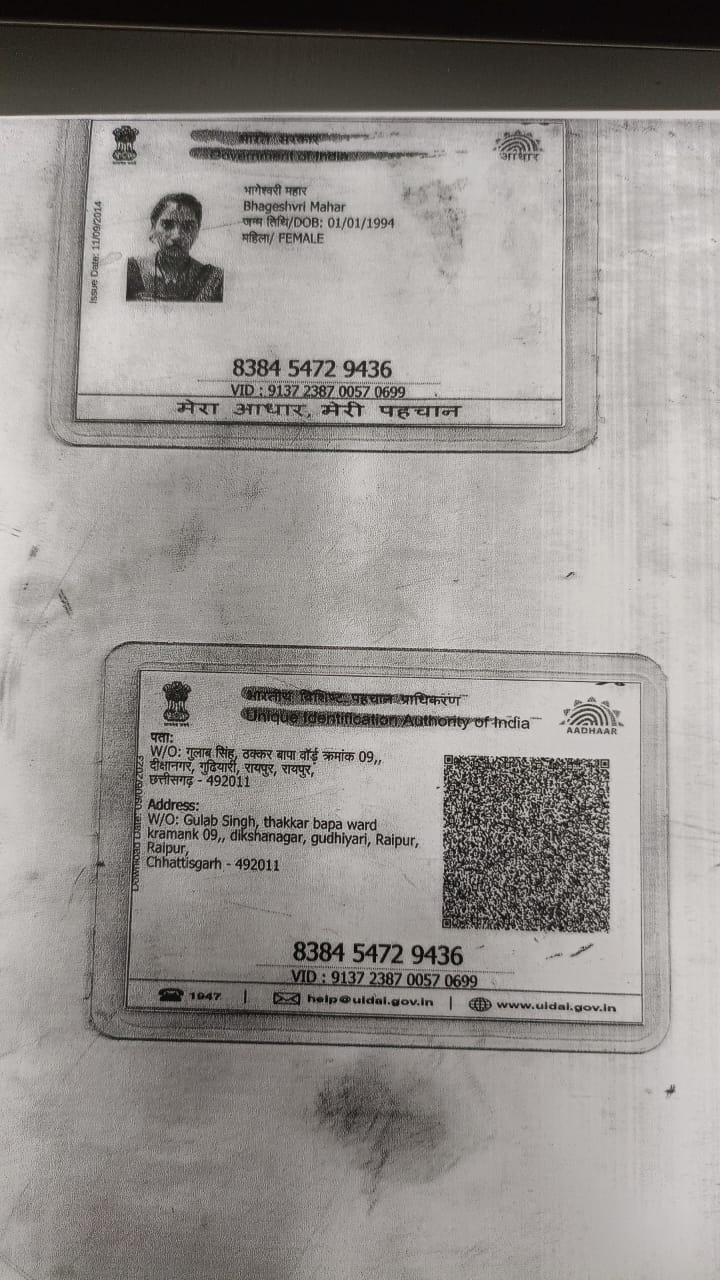 भारत सरकार
Government of India
आधार
Issue Date: 11/09/2014
भागेश्वरी महार
Bhageshvri Mahar
जन्म तिथि/DOB: 01/01/1994
महिला/ FEMALE
8384 5472 9436
VID : 9137 2387 0057 0699
मेरा आधार, मेरी पहचान
भारतीय विशिष्ट पहचान प्राधिकरण
Unique Identification Authority of India
AADHAAR
Download Date: 09/06/2023
पता:
W/O: गुलाब सिंह, ठक्कर बापा वॉर्ड क्रमांक 09,,
दीक्षानगर, गुढियारी, रायपुर, रायपुर,
छत्तीसगढ़ - 492011
Address:
W/O: Gulab Singh, thakkar bapa ward
kramank 09,, dikshanagar, gudhiyari, Raipur,
Raipur,
Chhattisgarh - 492011
8384 5472 9436
VID : 9137 2387 0057 0699
1947 | help@uidai.gov.in | www.uidai.gov.in